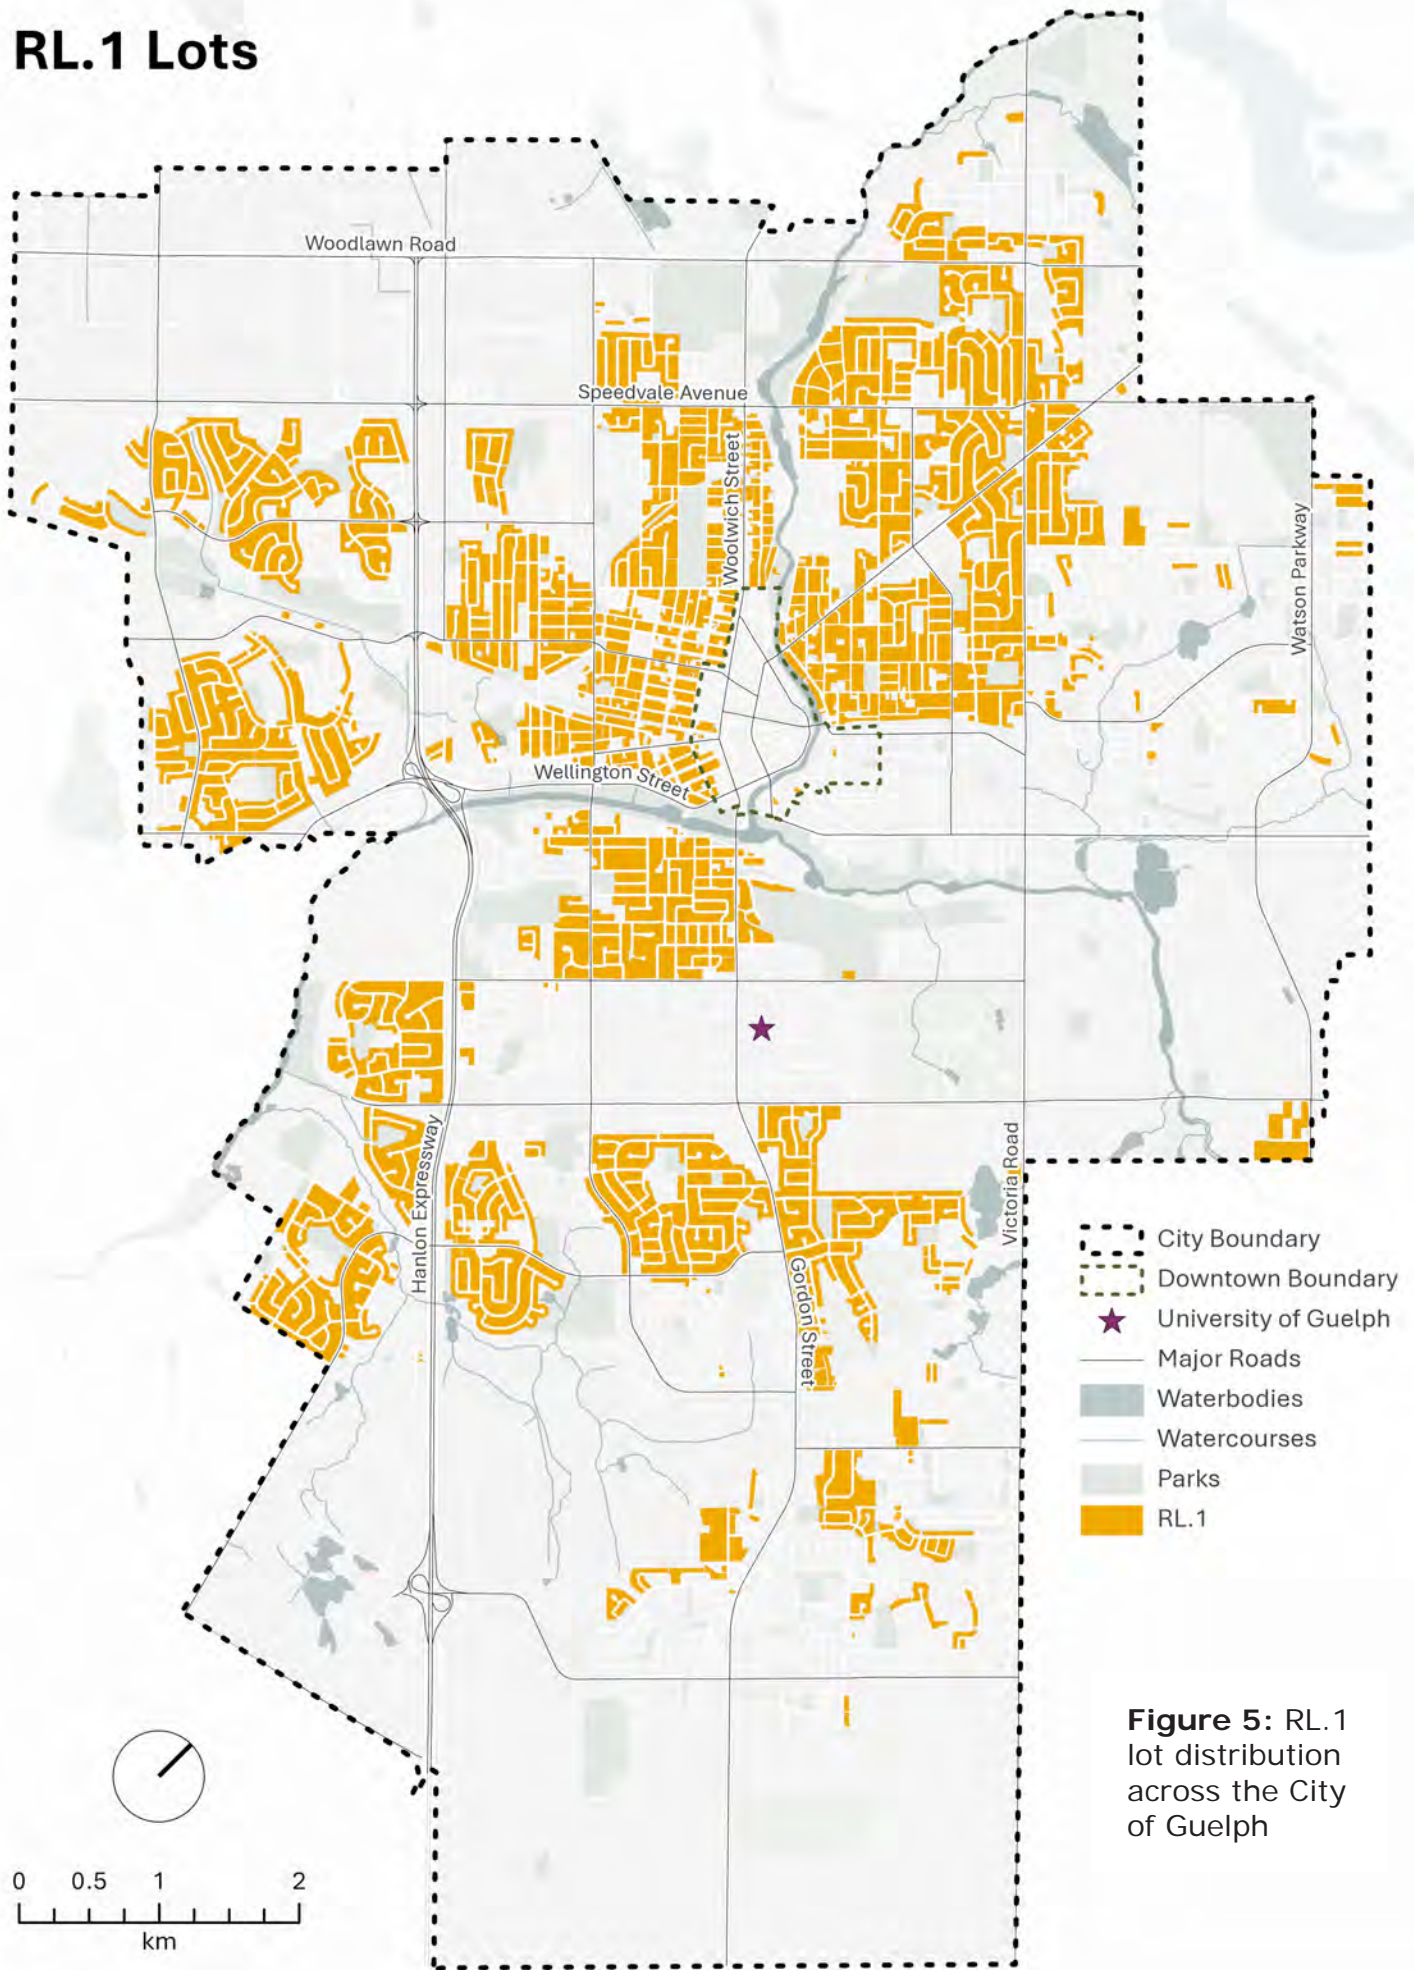 RL.1 Lots
Woodlawn Road
Speedvale Avenue
Woolwich Street
Watson Parkway
Wellington Street
Hanlon Expressway
Victoria Road
Gordon Street
City Boundary
Downtown Boundary
University of Guelph
Major Roads
Waterbodies
Watercourses
Parks
RL.1
Figure 5: RL.1
lot distribution
across the City
of Guelph
0 0.5 1 2
km